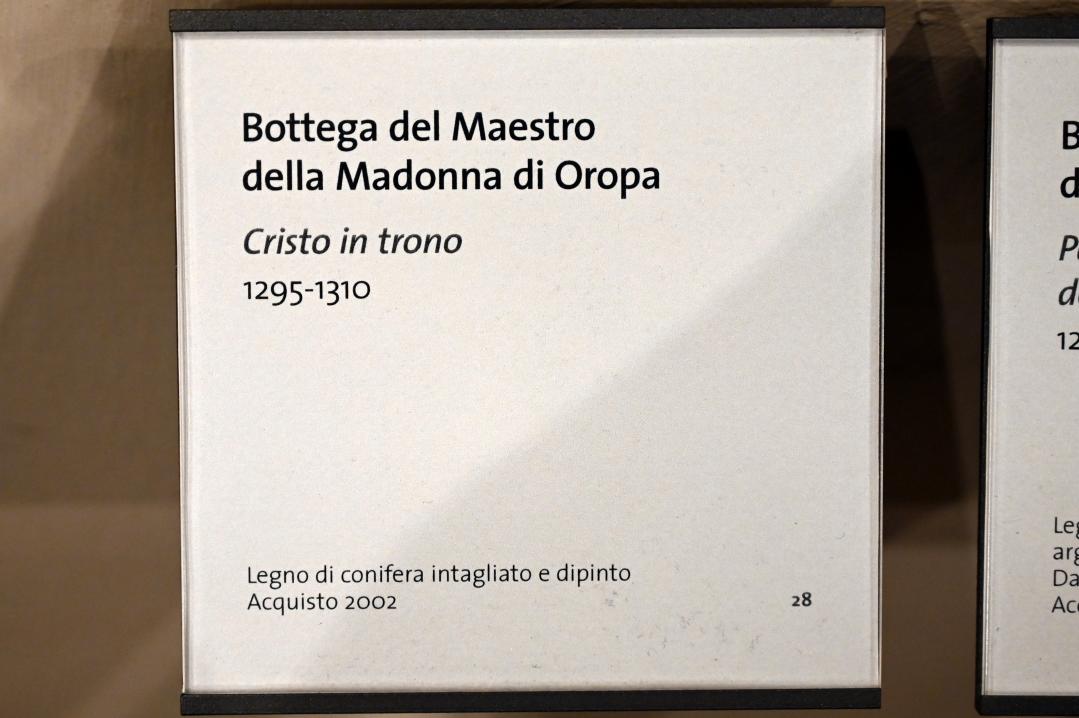 Bottega del Maestro
della Madonna di Oropa
Cristo in trono
1295-1310
Legno di conifera intagliato e dipinto
Acquisto 2002
28